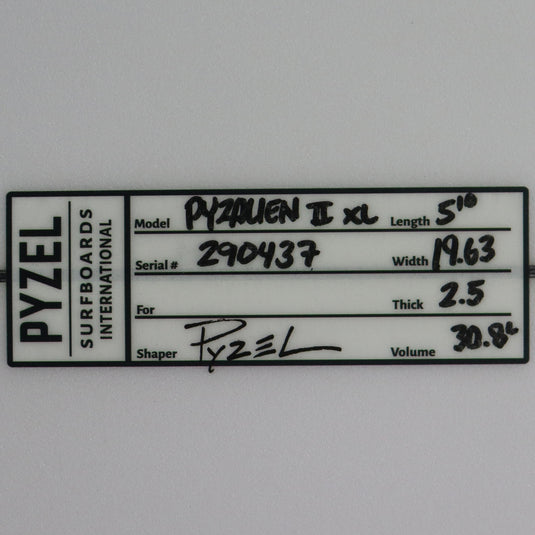 PYZEL
SURFBOARDS
INTERNATIONAL
Model PYZALIEN II XL Length 5'10
Serial # 290437 Width 19.63
For Thick 2.5
Shaper PYZEL Volume 30.8L